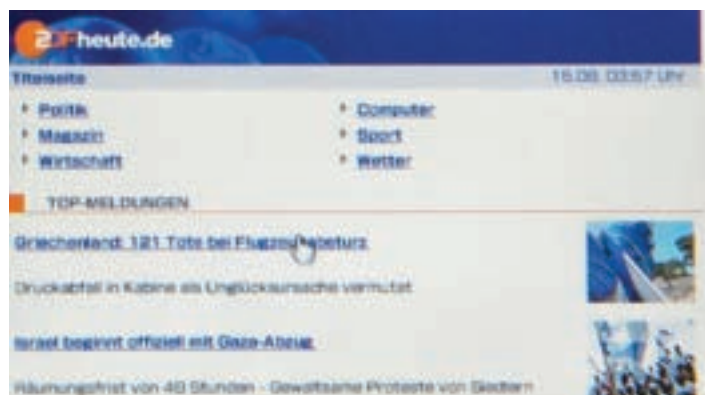 ZDFheute.de
Titelseite 15.08. 03:57 Uhr
Politik Computer
Magazin Sport
Wirtschaft Wetter
TOP-MELDUNGEN
Griechenland: 121 Tote bei Flugzeugabsturz
Druckabfall in Kabine als Unglücksursache vermutet
Israel beginnt offiziell mit Gaza-Abzug
Räumungsfrist von 48 Stunden - Gewaltsame Proteste von Siedlern